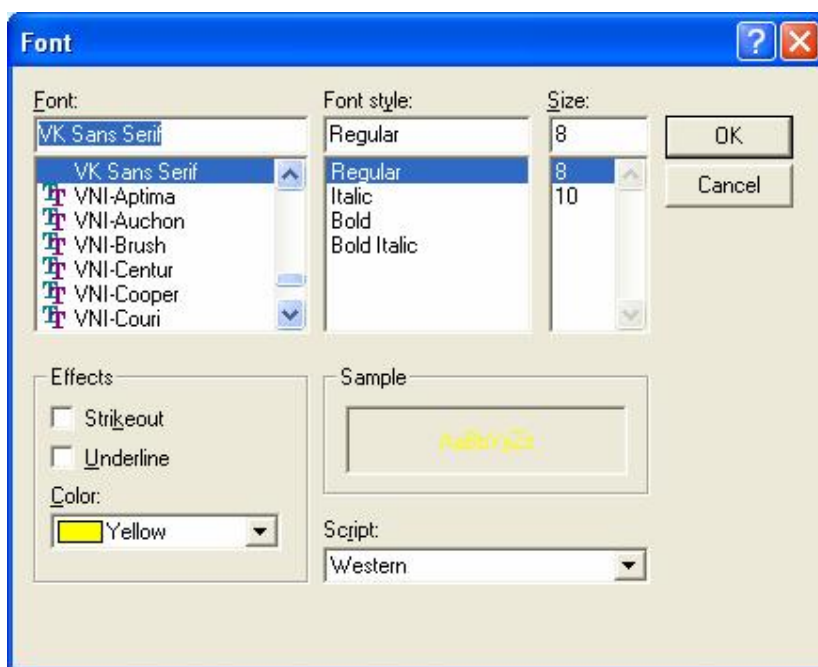 Font
Font:
VK Sans Serif
VK Sans Serif
VNI-Aptima
VNI-Auchon
VNI-Brush
VNI-Centur
VNI-Cooper
VNI-Couri
Font style:
Regular
Regular
Italic
Bold
Bold Italic
Size:
8
8
10
OK
Cancel
Effects
Strikeout
Underline
Color:
Yellow
Sample
AaBbYyZz
Script:
Western